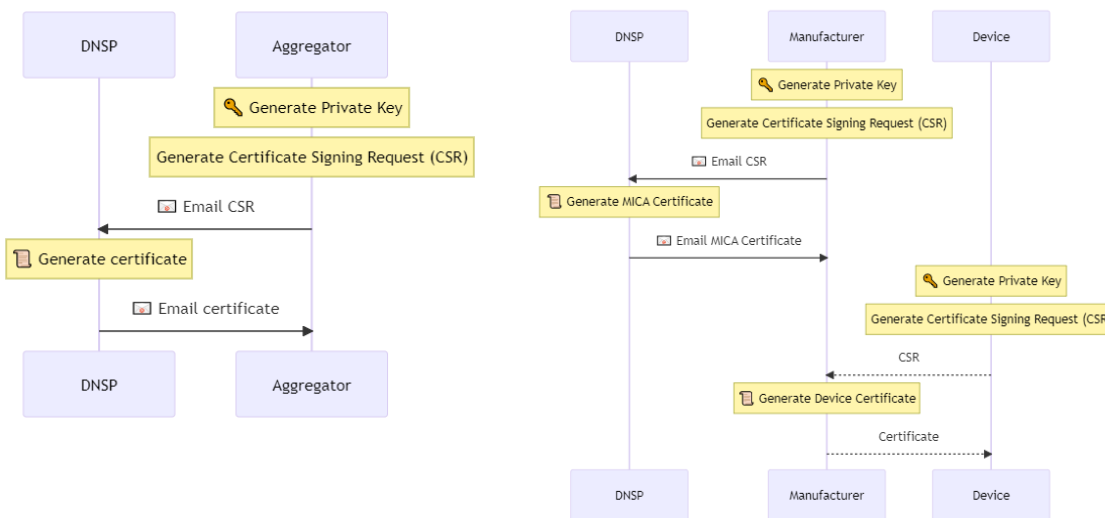 DNSP
Aggregator
🔑 Generate Private Key
Generate Certificate Signing Request (CSR)
📧 Email CSR
📜 Generate certificate
📧 Email certificate
DNSP
Aggregator
DNSP
Manufacturer
Device
🔑 Generate Private Key
Generate Certificate Signing Request (CSR)
📧 Email CSR
📜 Generate MICA Certificate
📧 Email MICA Certificate
🔑 Generate Private Key
Generate Certificate Signing Request (CSR
CSR
📜 Generate Device Certificate
Certificate
DNSP
Manufacturer
Device